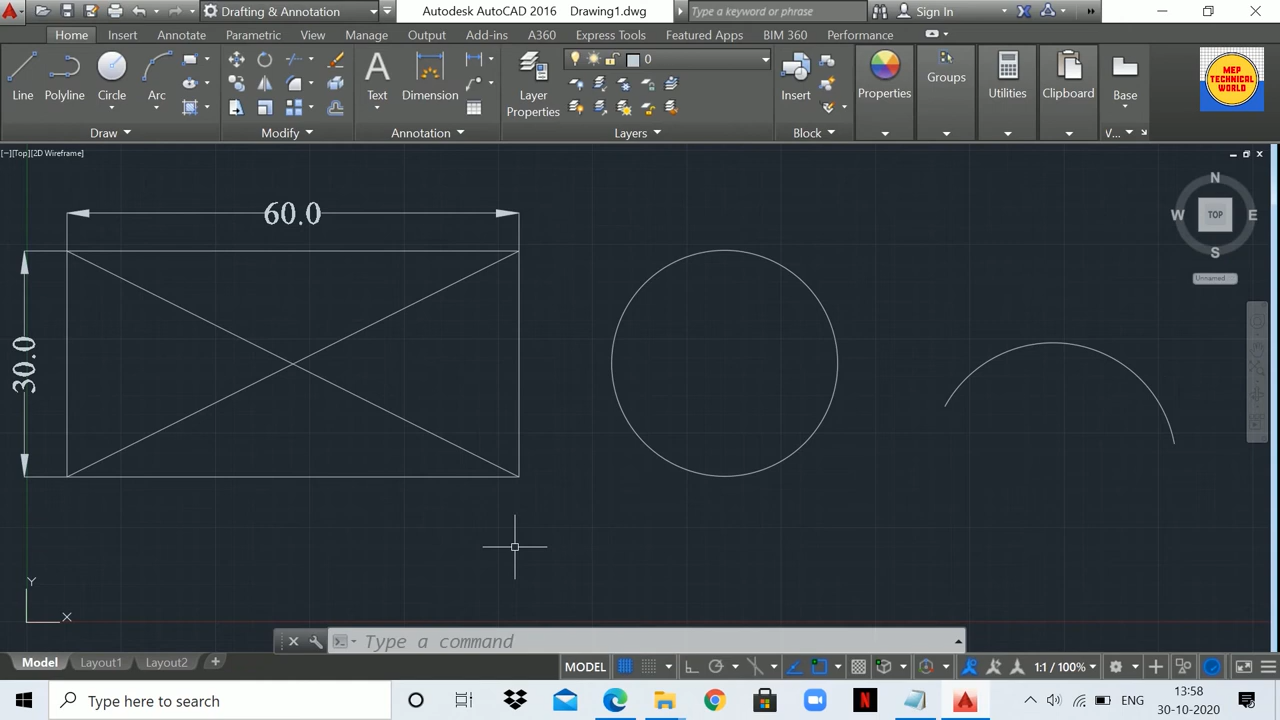 Drafting & Annotation
Autodesk AutoCAD 2016 Drawing1.dwg
Type a keyword or phrase
Sign In
Home Insert Annotate Parametric View Manage Output Add-ins A360 Express Tools Featured Apps BIM 360 Performance
0
Line Polyline Circle Arc
Text Dimension
Layer
Properties
Insert
Properties
Groups
Utilities
Clipboard
Base
MEP
TECHNICAL
WORLD
Draw Modify Annotation Layers Block V...
[−][Top][2D Wireframe]
60.0
30.0
N
W TOP E
S
Unnamed
Y
X
Type a command
Model Layout1 Layout2
MODEL 1:1 / 100%
Type here to search
ENG
13:58
30-10-2020